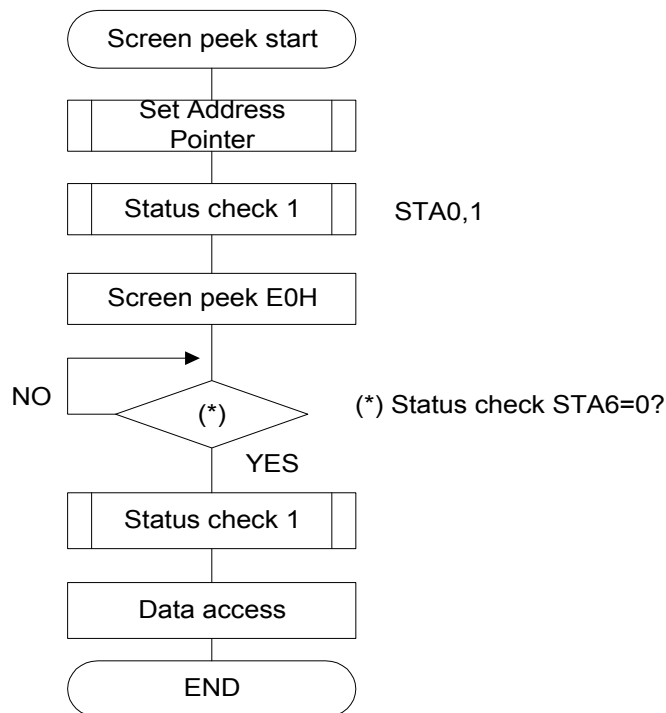 Screen peek start
Set Address
Pointer
Status check 1
STA0,1
Screen peek E0H
NO
(*)
(*) Status check STA6=0?
YES
Status check 1
Data access
END